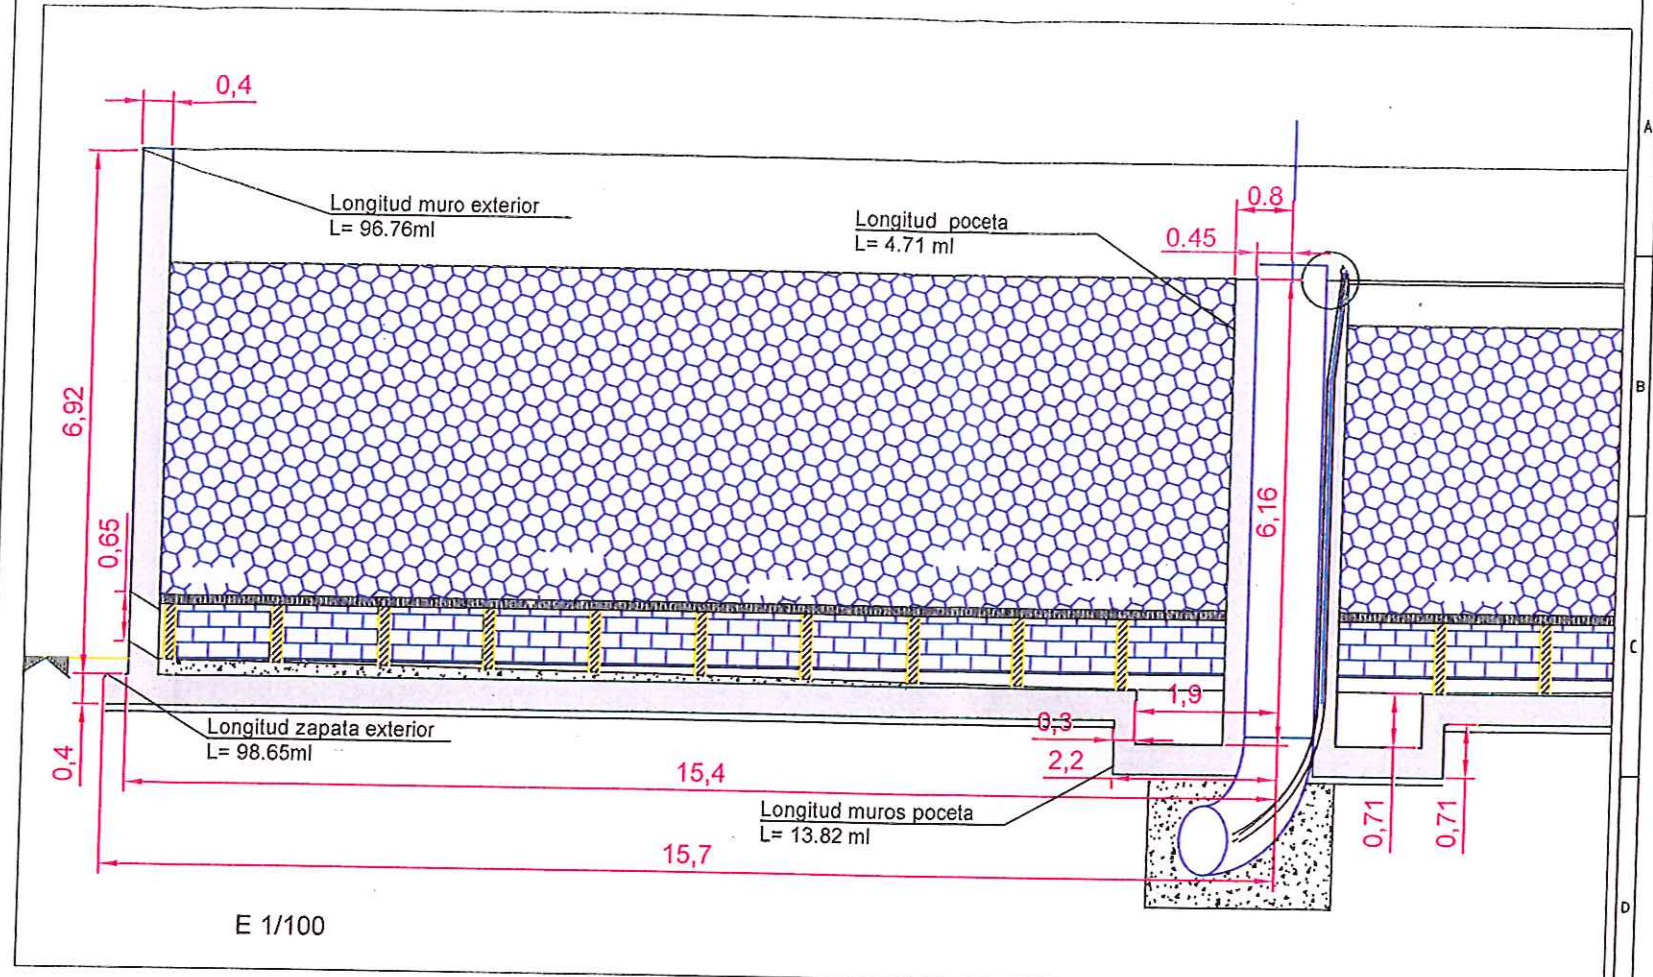 0,4
A
Longitud muro exterior
L= 96.76ml
Longitud poceta
L= 4.71 ml
0.8
0.45
6,92
B
6,16
0,65
C
1,9
0,3
Longitud zapata exterior
L= 98.65ml
0,4
2,2
15,4
Longitud muros poceta
L= 13.82 ml
0,71
0,71
15,7
E 1/100
D